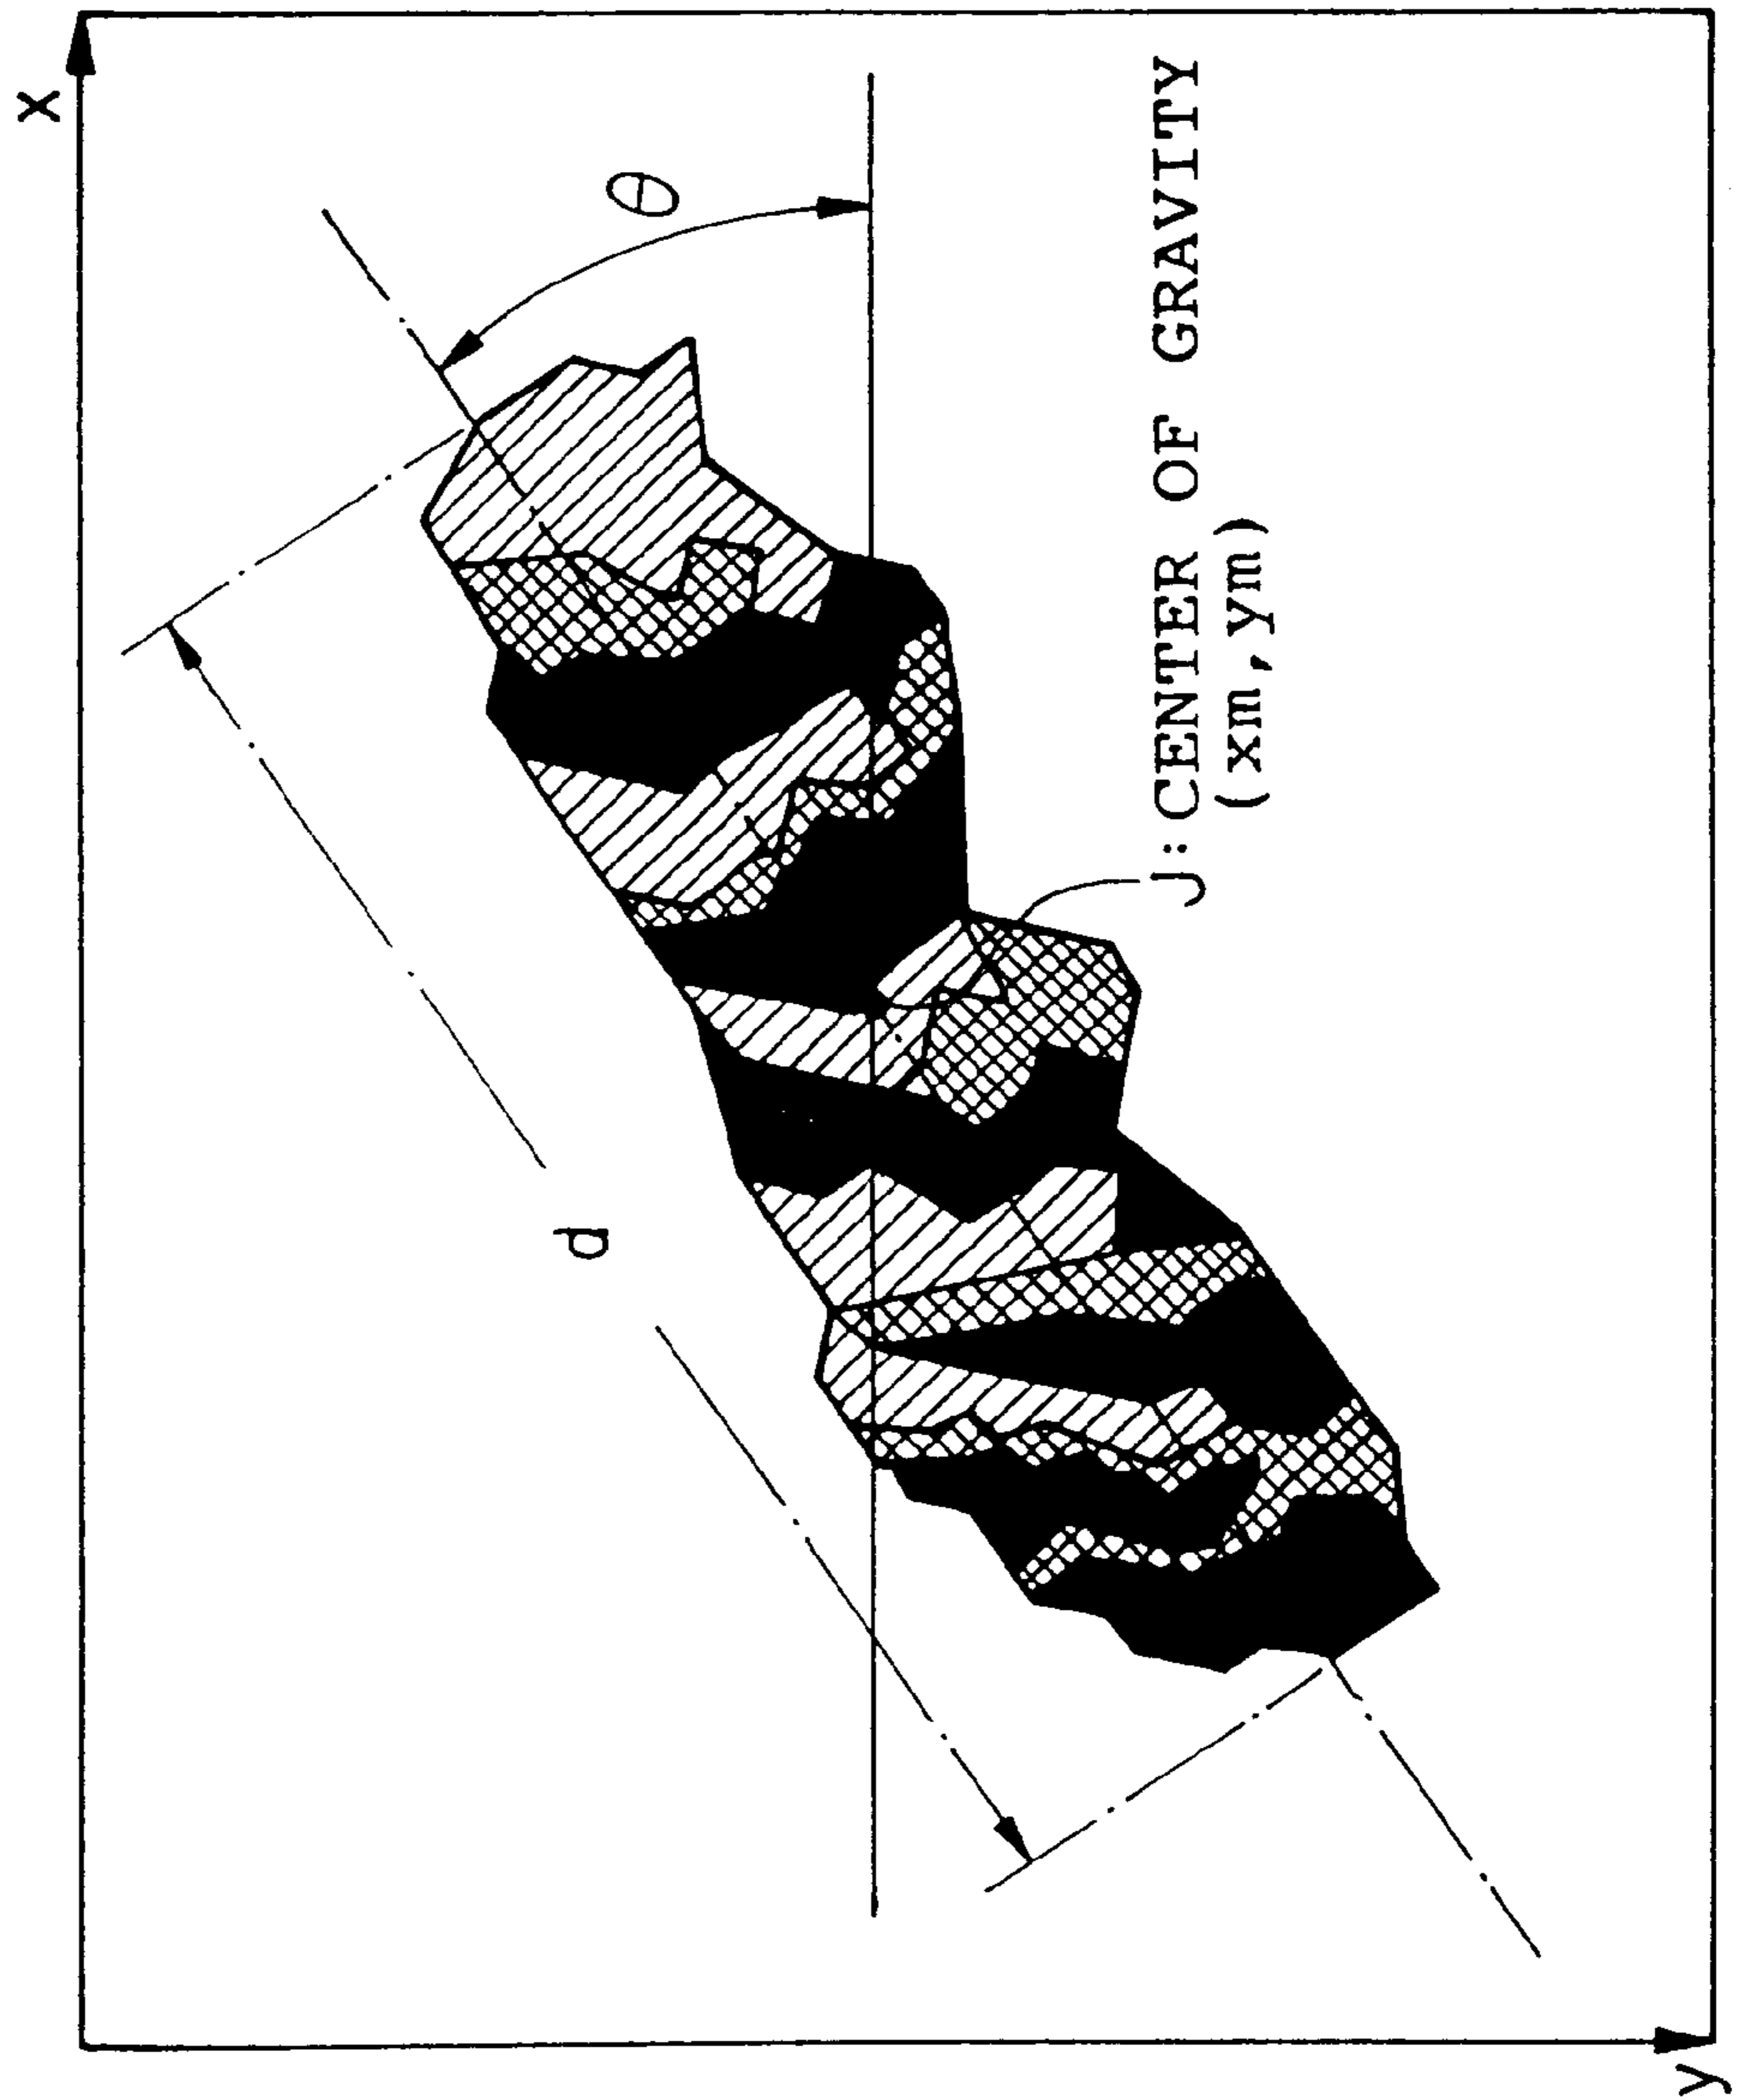 x
θ
d
J: CENTER OF GRAVITY
(xm,ym)
y